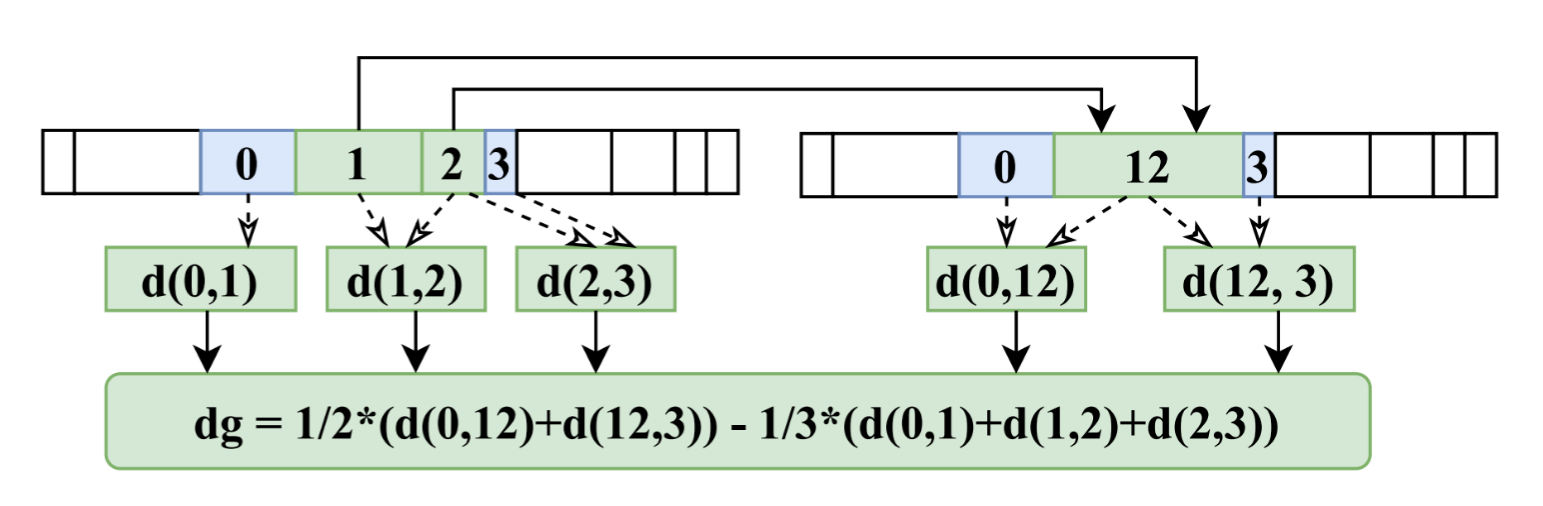 0 1 2 3
0 12 3
d(0,1) d(1,2) d(2,3)
d(0,12) d(12, 3)
dg = 1/2*(d(0,12)+d(12,3)) - 1/3*(d(0,1)+d(1,2)+d(2,3))